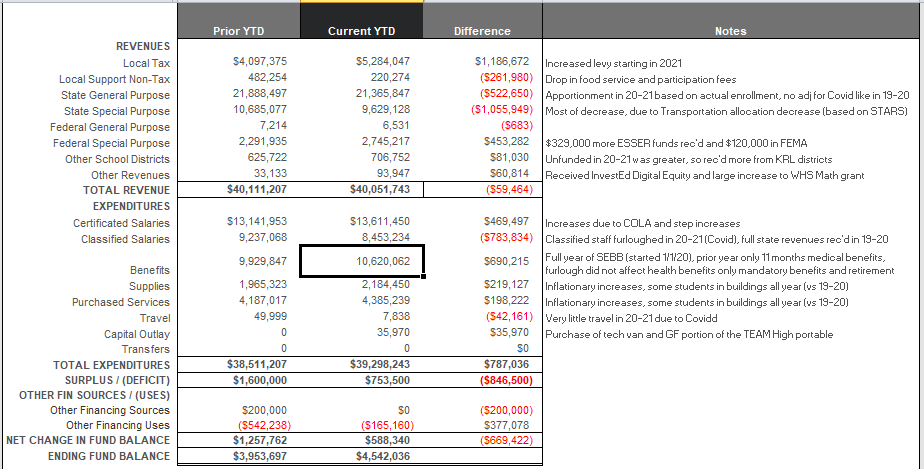 Prior YTD Current YTD Difference Notes
REVENUES
Local Tax $4,097,375 $5,284,047 $1,186,672 Increased levy starting in 2021
Local Support Non-Tax 482,254 220,274 ($261,980) Drop in food service and participation fees
State General Purpose 21,888,497 21,365,847 ($522,650) Apportionment in 20-21 based on actual enrollment, no adj for Covid like in 19-20
State Special Purpose 10,685,077 9,629,128 ($1,055,949) Most of decrease, due to Transportation allocation decrease (based on STARS)
Federal General Purpose 7,214 6,531 ($683)
Federal Special Purpose 2,291,935 2,745,217 $453,282 $329,000 more ESSER funds rec'd and $120,000 in FEMA
Other School Districts 625,722 706,752 $81,030 Unfunded in 20-21 was greater, so rec'd more from KRL districts
Other Revenues 33,133 93,947 $60,814 Received InvestEd Digital Equity and large increase to WHS Math grant
TOTAL REVENUE $40,111,207 $40,051,743 ($59,464)
EXPENDITURES
Certificated Salaries $13,141,953 $13,611,450 $469,497 Increases due to COLA and step increases
Classified Salaries 9,237,068 8,453,234 ($783,834) Classified staff furloughed in 20-21 (Covid), full state revenues rec'd in 19-20
Benefits 9,929,847 10,620,062 $690,215 Full year of SEBB (started 1/1/20), prior year only 11 months medical benefits,
furlough did not affect health benefits only mandatory benefits and retirement
Supplies 1,965,323 2,184,450 $219,127 Inflationary increases, some students in buildings all year (vs 19-20)
Purchased Services 4,187,017 4,385,239 $198,222 Inflationary increases, some students in buildings all year (vs 19-20)
Travel 49,999 7,838 ($42,161) Very little travel in 20-21 due to Covidd
Capital Outlay 0 35,970 $35,970 Purchase of tech van and GF portion of the TEAM High portable
Transfers 0 0 $0
TOTAL EXPENDITURES $38,511,207 $39,298,243 $787,036
SURPLUS / (DEFICIT) $1,600,000 $753,500 ($846,500)
OTHER FIN SOURCES / (USES)
Other Financing Sources $200,000 $0 ($200,000)
Other Financing Uses ($542,238) ($165,160) $377,078
NET CHANGE IN FUND BALANCE $1,257,762 $588,340 ($669,422)
ENDING FUND BALANCE $3,953,697 $4,542,036